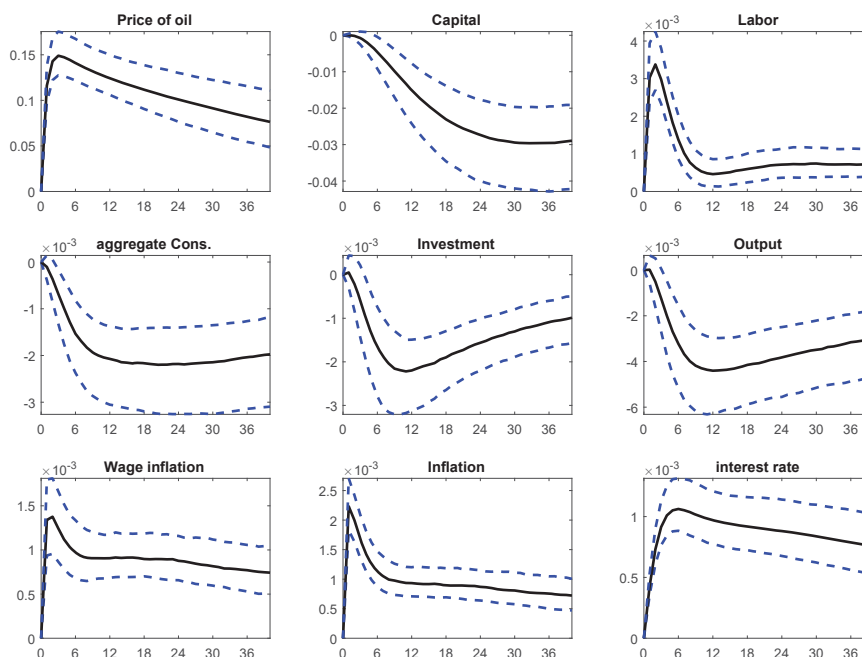 Price of oil
0.15
0.1
0.05
0
0 6 12 18 24 30 36
Capital
0
-0.01
-0.02
-0.03
-0.04
0 6 12 18 24 30 36
Labor
×10⁻³
4
3
2
1
0
0 6 12 18 24 30 36
aggregate Cons.
×10⁻³
0
-1
-2
-3
0 6 12 18 24 30 36
Investment
×10⁻³
0
-1
-2
-3
0 6 12 18 24 30 36
Output
×10⁻³
0
-2
-4
-6
0 6 12 18 24 30 36
Wage inflation
×10⁻³
1.5
1
0.5
0
0 6 12 18 24 30 36
Inflation
×10⁻³
2.5
2
1.5
1
0.5
0
0 6 12 18 24 30 36
interest rate
×10⁻³
1
0.5
0
0 6 12 18 24 30 36